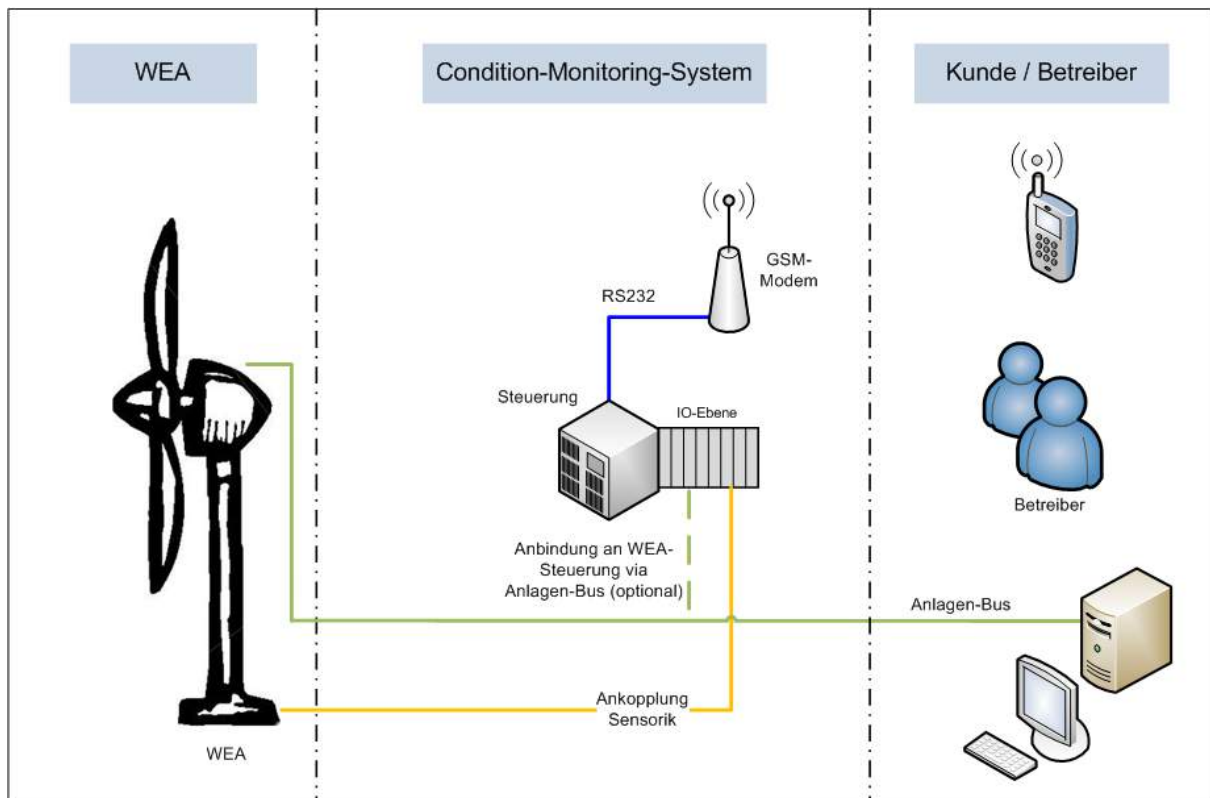 WEA
Condition-Monitoring-System
Kunde / Betreiber
GSM-
Modem
RS232
Steuerung
IO-Ebene
Betreiber
Anbindung an WEA-
Steuerung via
Anlagen-Bus (optional)
Anlagen-Bus
Ankopplung
Sensorik
WEA